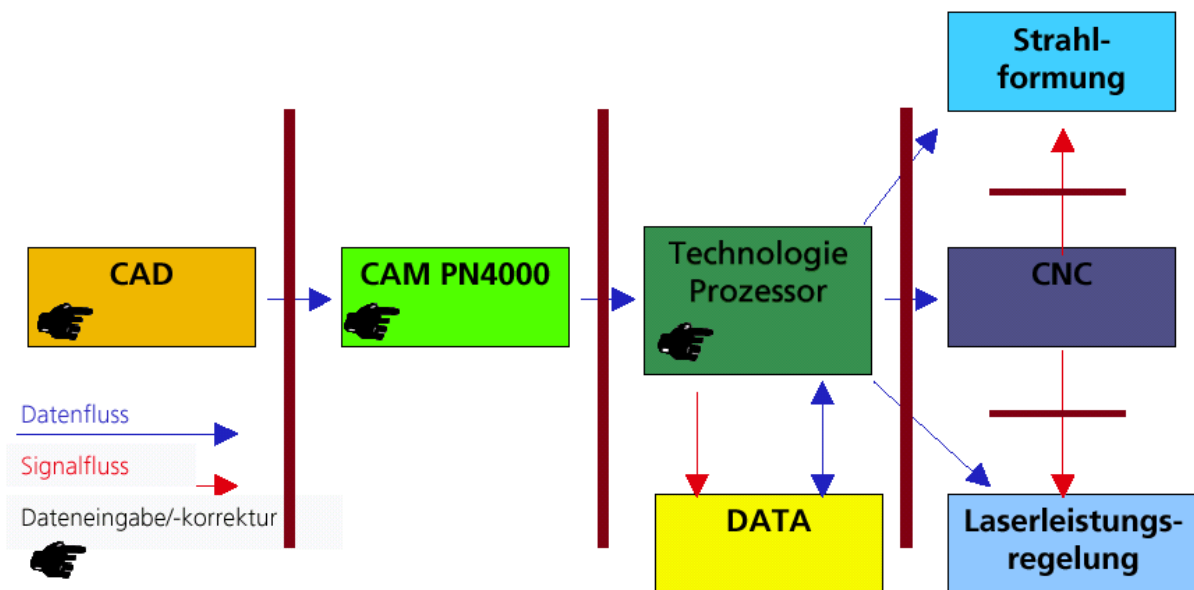 Strahl-
formung
CAD
CAM PN4000
Technologie
Prozessor
CNC
Datenfluss
Signalfluss
Dateneingabe/-korrektur
DATA
Laserleistungs-
regelung